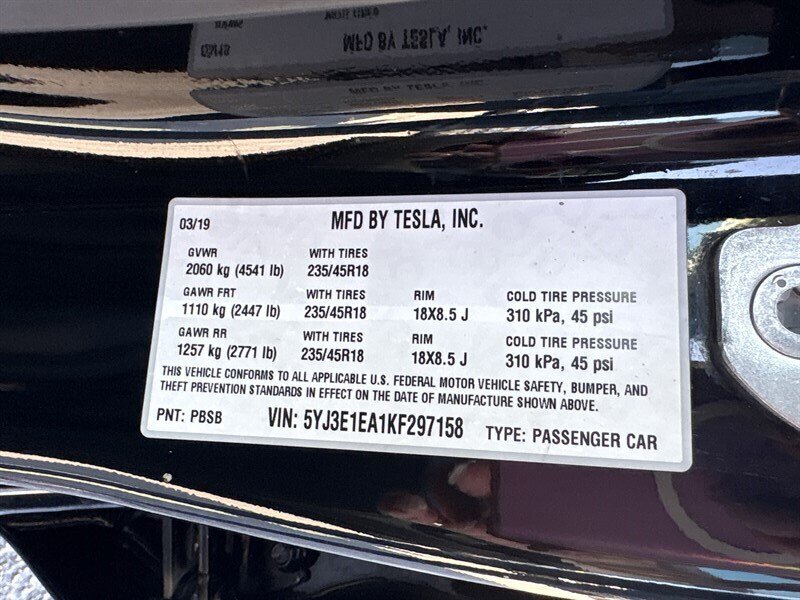 03/19 MFD BY TESLA, INC.
GVWR WITH TIRES
2060 kg (4541 lb) 235/45R18
GAWR FRT WITH TIRES RIM COLD TIRE PRESSURE
1110 kg (2447 lb) 235/45R18 18X8.5 J 310 kPa, 45 psi
GAWR RR WITH TIRES RIM COLD TIRE PRESSURE
1257 kg (2771 lb) 235/45R18 18X8.5 J 310 kPa, 45 psi
THIS VEHICLE CONFORMS TO ALL APPLICABLE U.S. FEDERAL MOTOR VEHICLE SAFETY, BUMPER, AND
THEFT PREVENTION STANDARDS IN EFFECT ON THE DATE OF MANUFACTURE SHOWN ABOVE.
PNT: PBSB VIN: 5YJ3E1EA1KF297158 TYPE: PASSENGER CAR